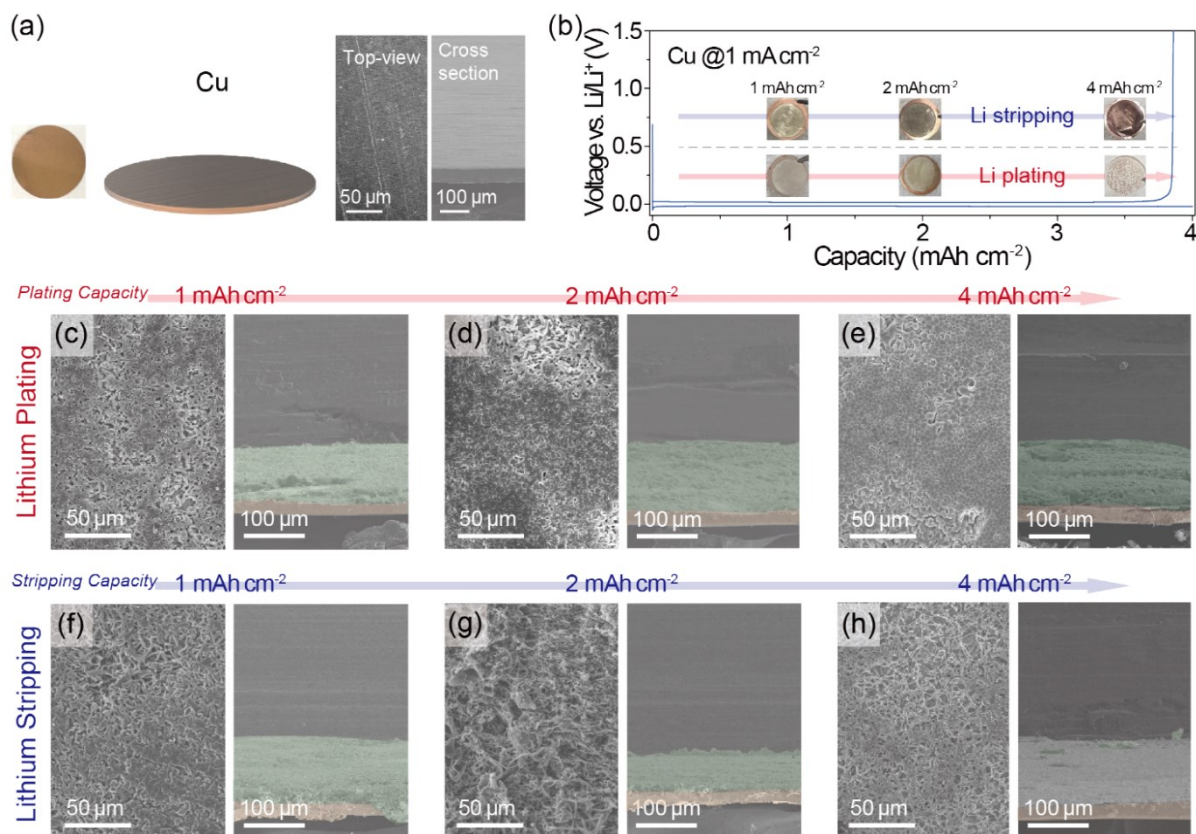 (a)
Cu
Top-view
50 µm
Cross
section
100 µm
(b)
Voltage vs. Li/Li⁺ (V)
1.5
1.0
0.5
0.0
Cu @1 mA cm⁻²
1 mAh cm⁻²
2 mAh cm⁻²
4 mAh cm⁻²
Li stripping
Li plating
0
1
2
3
4
Capacity (mAh cm⁻²)
Plating Capacity
1 mAh cm⁻²
2 mAh cm⁻²
4 mAh cm⁻²
Lithium Plating
(c)
50 µm
100 µm
(d)
50 µm
100 µm
(e)
50 µm
100 µm
Stripping Capacity
1 mAh cm⁻²
2 mAh cm⁻²
4 mAh cm⁻²
Lithium Stripping
(f)
50 µm
100 µm
(g)
50 µm
100 µm
(h)
50 µm
100 µm